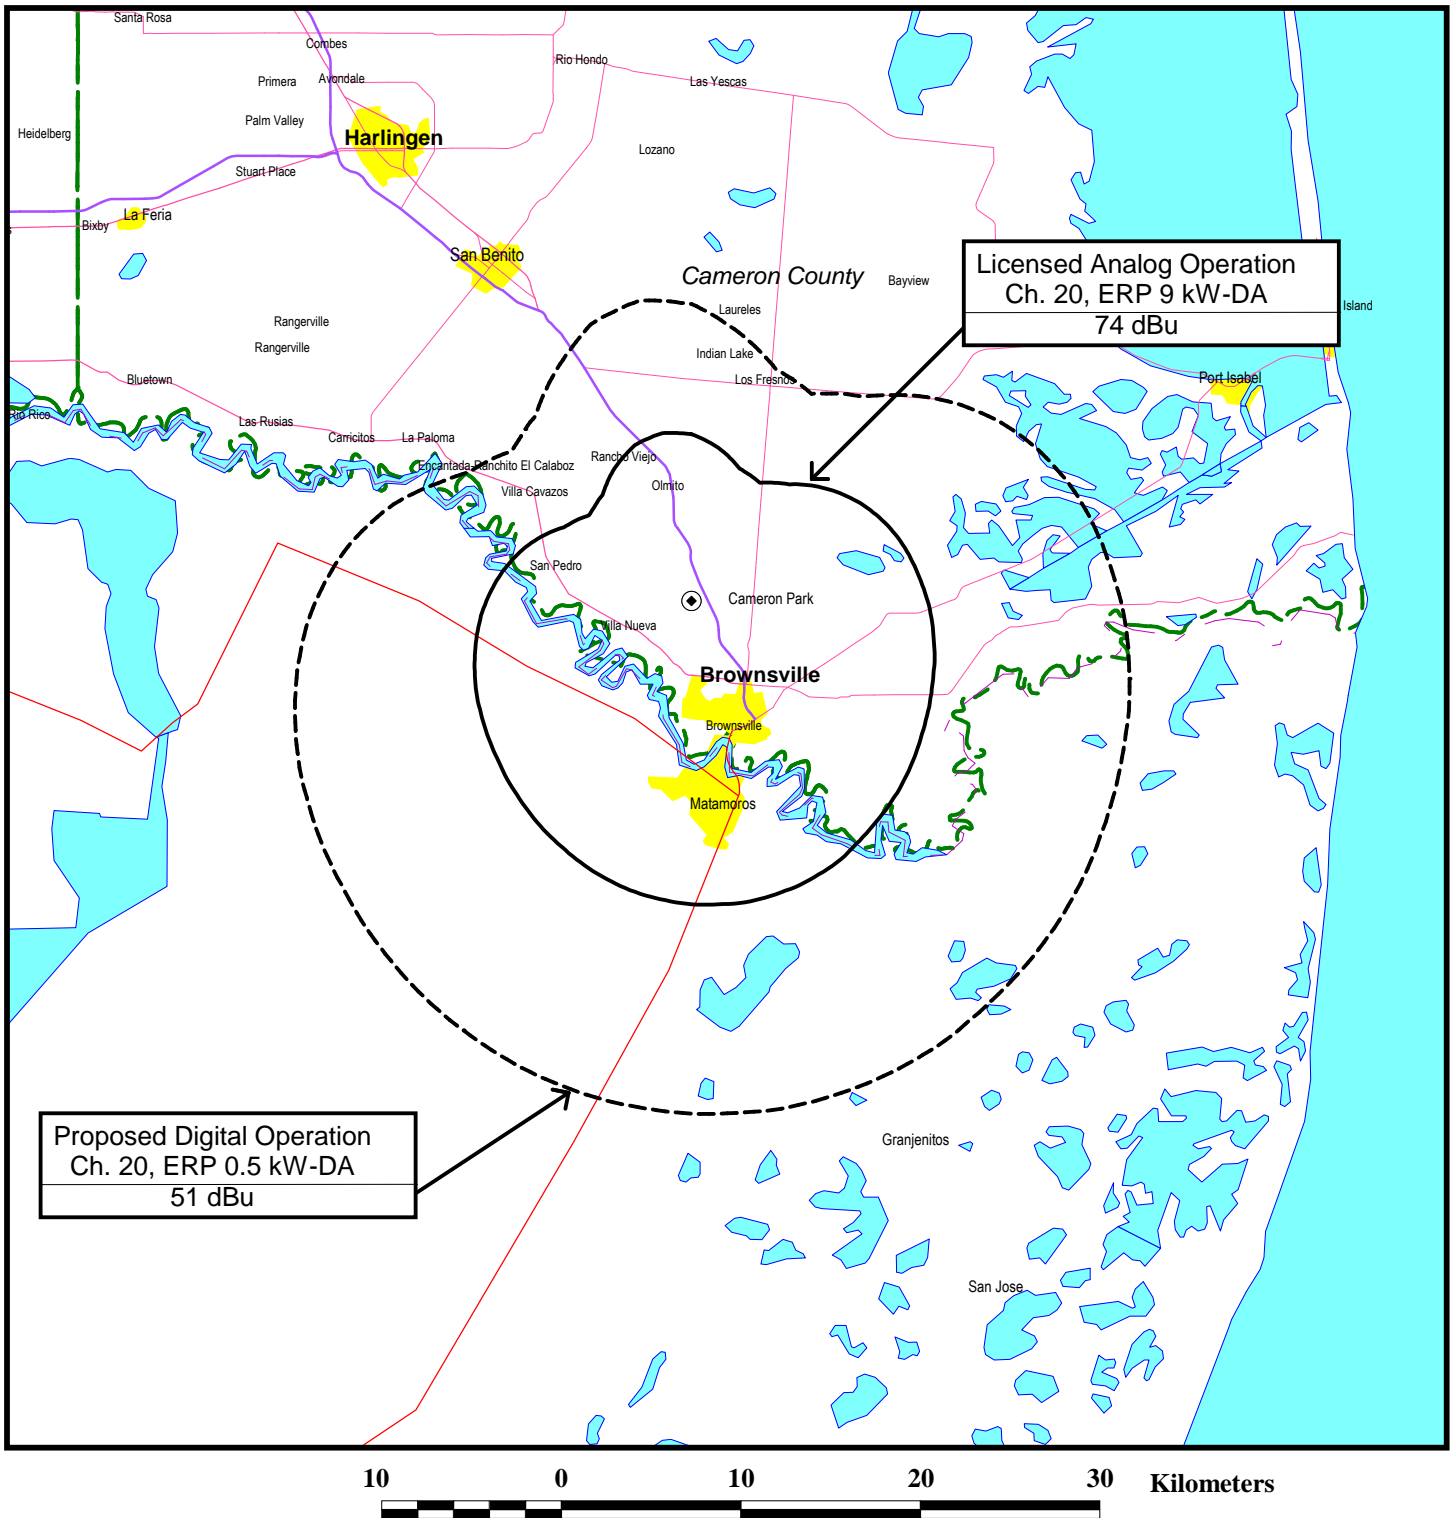 Santa Rosa
Combes
Rio Hondo
Primera
Avondale
Las Yescas
Palm Valley
Heidelberg
Harlingen
Lozano
Stuart Place
La Feria
Bixby
San Benito
Cameron County
Bayview
Licensed Analog Operation
Ch. 20, ERP 9 kW-DA
74 dBu
Island
Laureles
Rangerville
Rangerville
Indian Lake
Los Fresnos
Port Isabel
Bluetown
Rio Rico
Las Rusias
Carricitos
La Paloma
Encantada-Ranchito El Calaboz
Rancho Viejo
Villa Cavazos
Olmito
San Pedro
Cameron Park
Villa Nueva
Brownsville
Brownsville
Matamoros
Proposed Digital Operation
Ch. 20, ERP 0.5 kW-DA
51 dBu
Granjenitos
San Jose
10 0 10 20 30 Kilometers